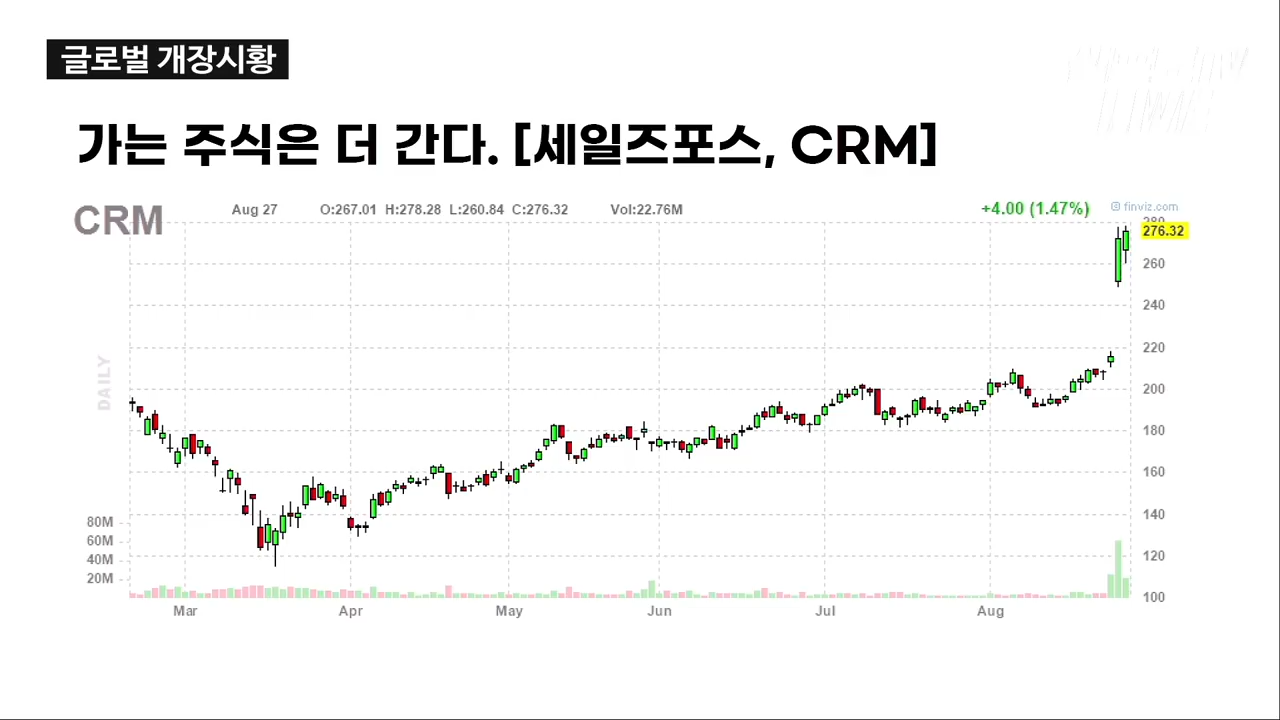 글로벌 개장시황
가는 주식은 더 간다. [세일즈포스, CRM]
CRM
Aug 27 O:267.01 H:278.28 L:260.84 C:276.32 Vol:22.76M +4.00 (1.47%) finviz.com
280
276.32
260
240
220
DAILY
200
180
160
140
80M
60M
40M
20M
120
100
Mar Apr May Jun Jul Aug